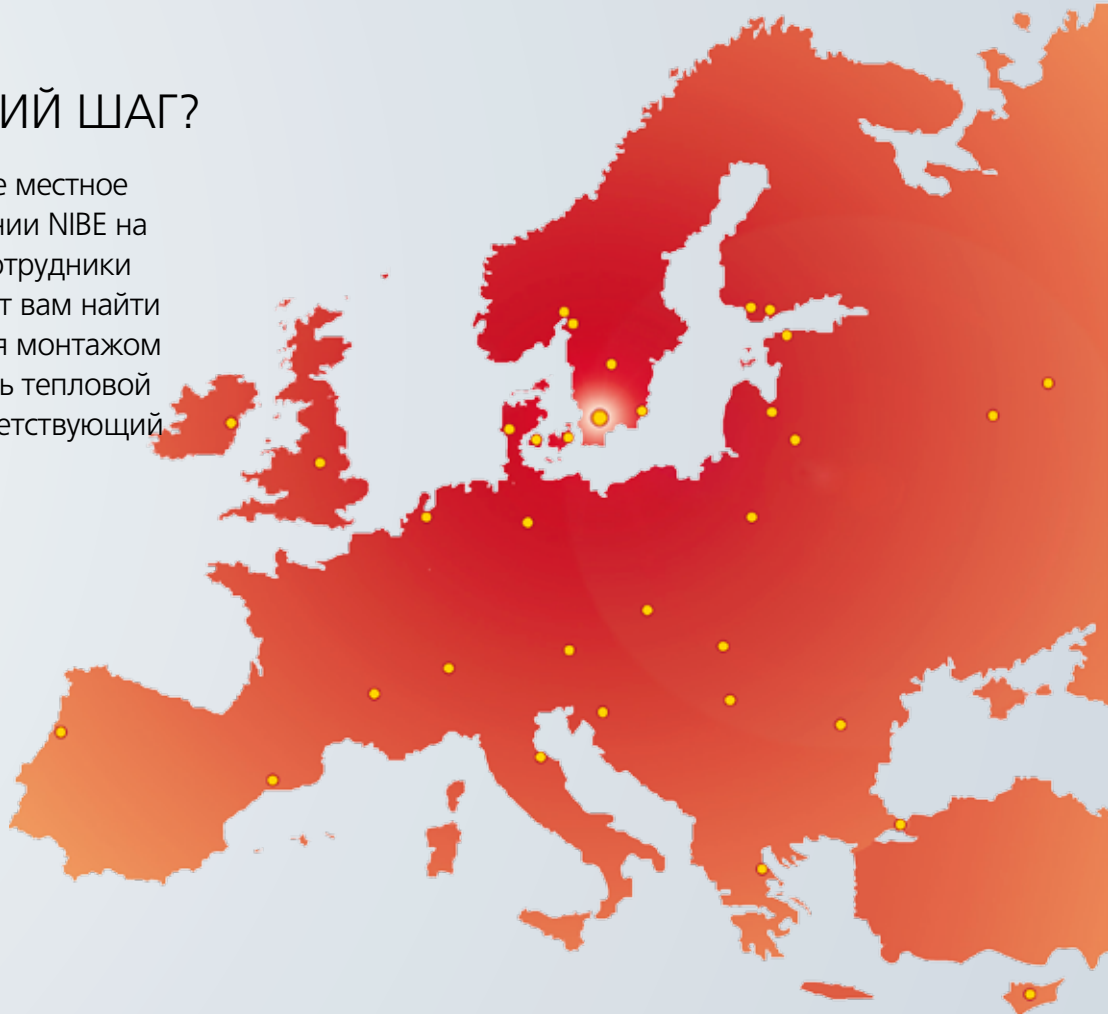 ИЙ ШАГ?
е местное
нии NIBE на
отрудники
т вам найти
я монтажом
ь тепловой
етствующий